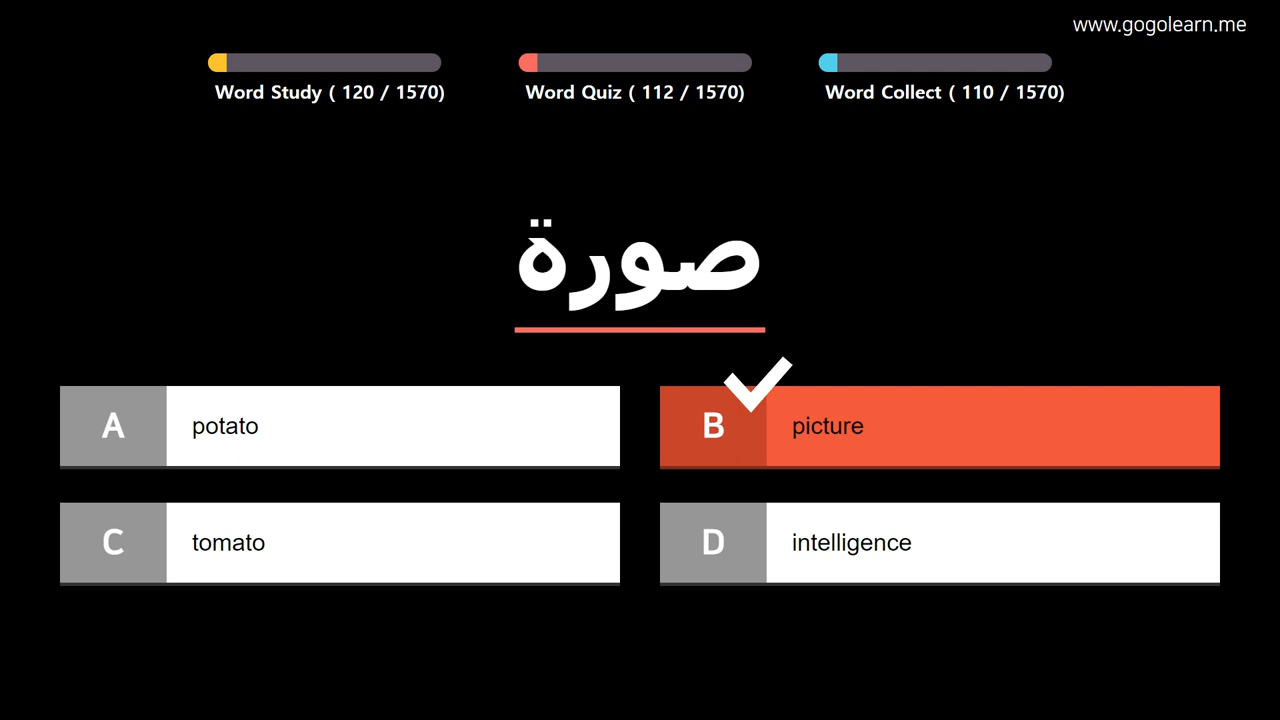 www.gogolearn.me
Word Study ( 120 / 1570)
Word Quiz ( 112 / 1570)
Word Collect ( 110 / 1570)
صورة
A potato
B picture
C tomato
D intelligence